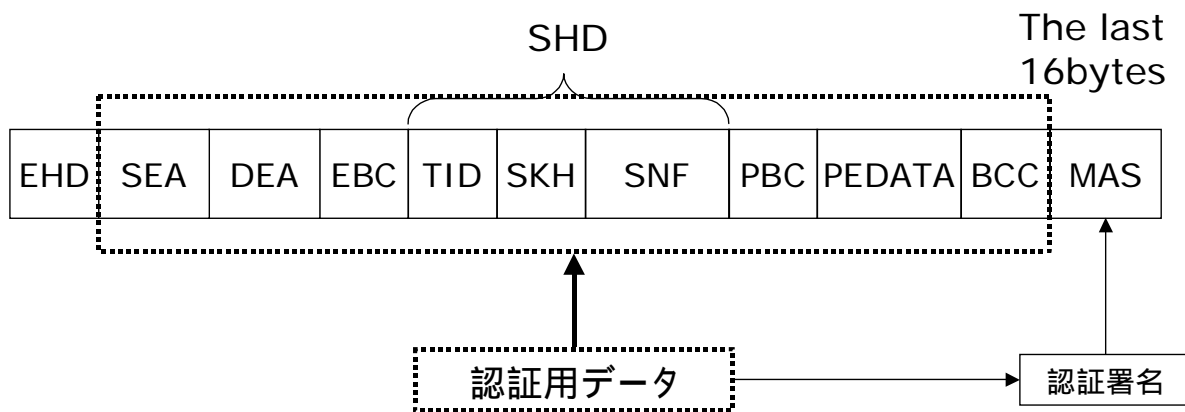 SHD
The last
16bytes
EHD SEA DEA EBC TID SKH SNF PBC PEDATA BCC MAS
認証用データ
認証署名